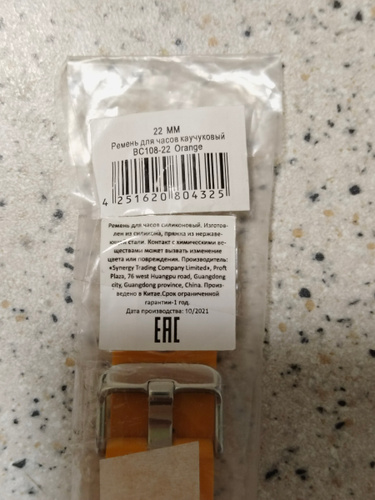 22 ММ
Ремень для часов каучуковый
BC108-22 Orange
4 251620 804325
Ремень для часов силиконовый. Изготов-
лен из силикона, пряжка из нержаве-
ющей стали. Контакт с химическими ве-
ществами может вызвать изменение
цвета или повреждения. Производитель:
«Synergy Trading Company Limited», Proft
Plaza, 76 west Huangpu road, Guangdong
city, Guangdong province, China. Произ-
ведено в Китае.Срок ограниченной
гарантии-1 год.
Дата производства: 10/2021
EAC